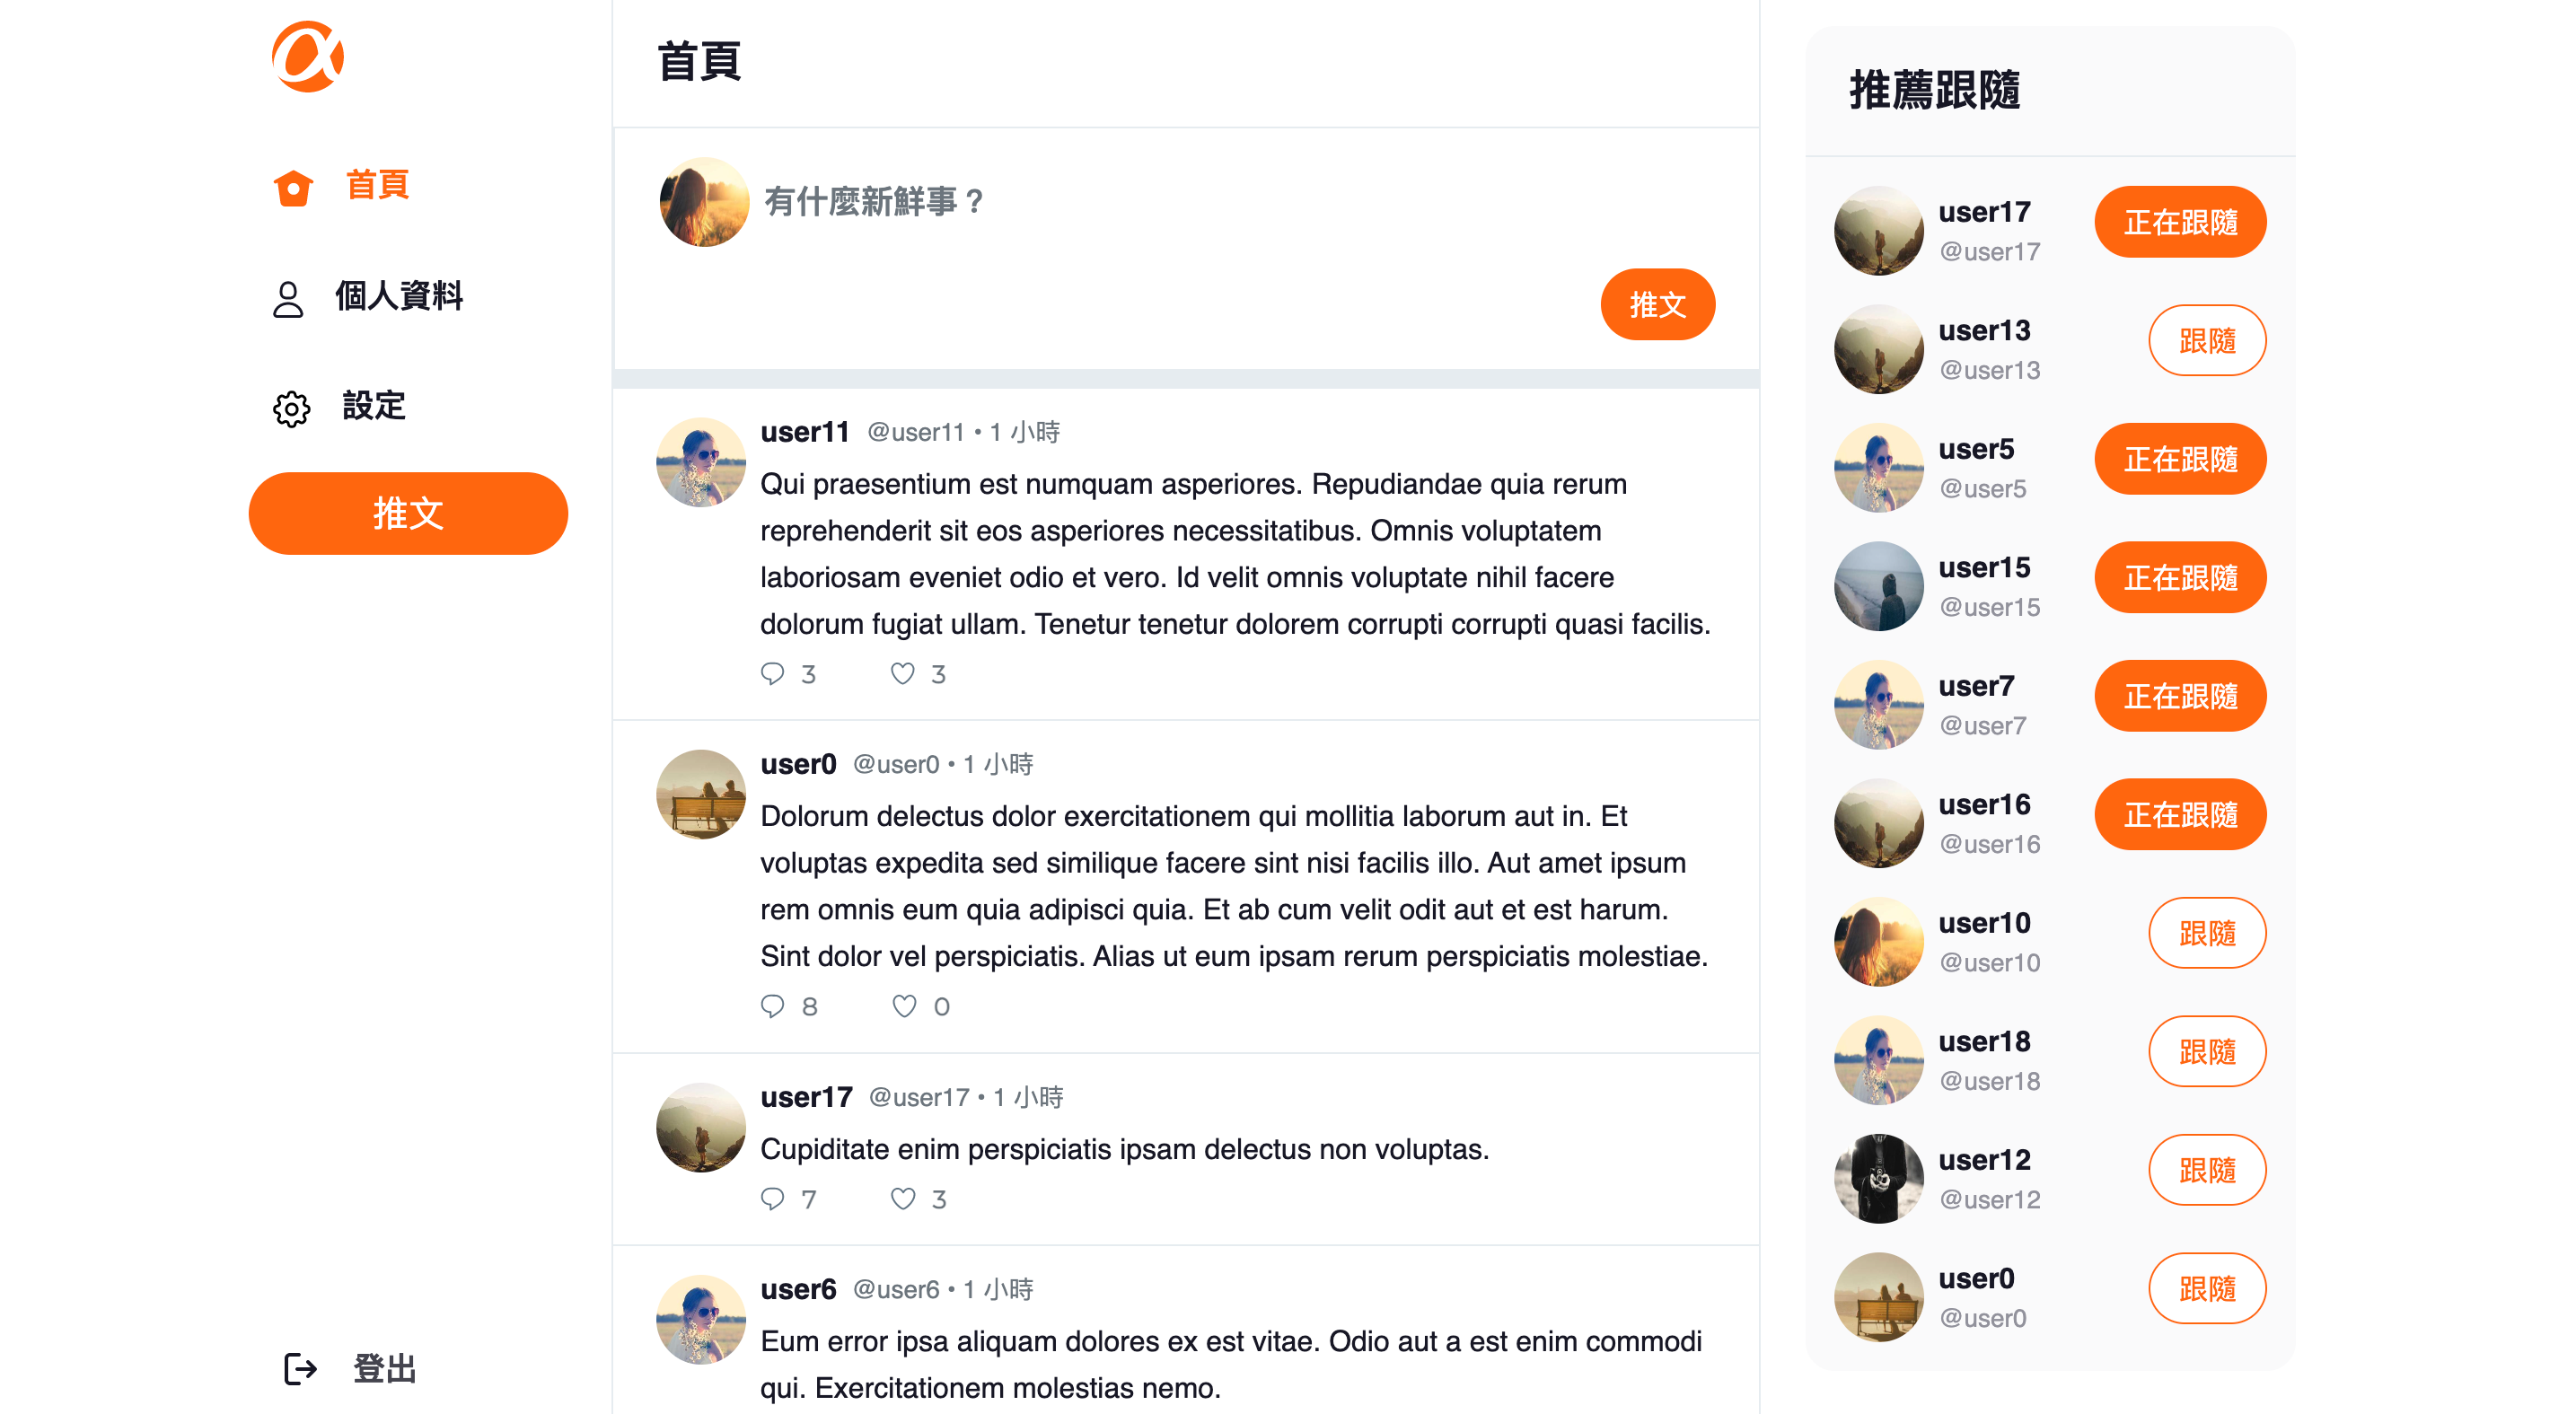 首頁
個人資料
設定
推文
登出
首頁
有什麼新鮮事？
推文
user11 @user11 • 1 小時
Qui praesentium est numquam asperiores. Repudiandae quia rerum
reprehenderit sit eos asperiores necessitatibus. Omnis voluptatem
laboriosam eveniet odio et vero. Id velit omnis voluptate nihil facere
dolorum fugiat ullam. Tenetur tenetur dolorem corrupti corrupti quasi facilis.
3 3
user0 @user0 • 1 小時
Dolorum delectus dolor exercitationem qui mollitia laborum aut in. Et
voluptas expedita sed similique facere sint nisi facilis illo. Aut amet ipsum
rem omnis eum quia adipisci quia. Et ab cum velit odit aut et est harum.
Sint dolor vel perspiciatis. Alias ut eum ipsam rerum perspiciatis molestiae.
8 0
user17 @user17 • 1 小時
Cupiditate enim perspiciatis ipsam delectus non voluptas.
7 3
user6 @user6 • 1 小時
Eum error ipsa aliquam dolores ex est vitae. Odio aut a est enim commodi
qui. Exercitationem molestias nemo.
推薦跟隨
user17 正在跟隨
@user17
user13 跟隨
@user13
user5 正在跟隨
@user5
user15 正在跟隨
@user15
user7 正在跟隨
@user7
user16 正在跟隨
@user16
user10 跟隨
@user10
user18 跟隨
@user18
user12 跟隨
@user12
user0 跟隨
@user0